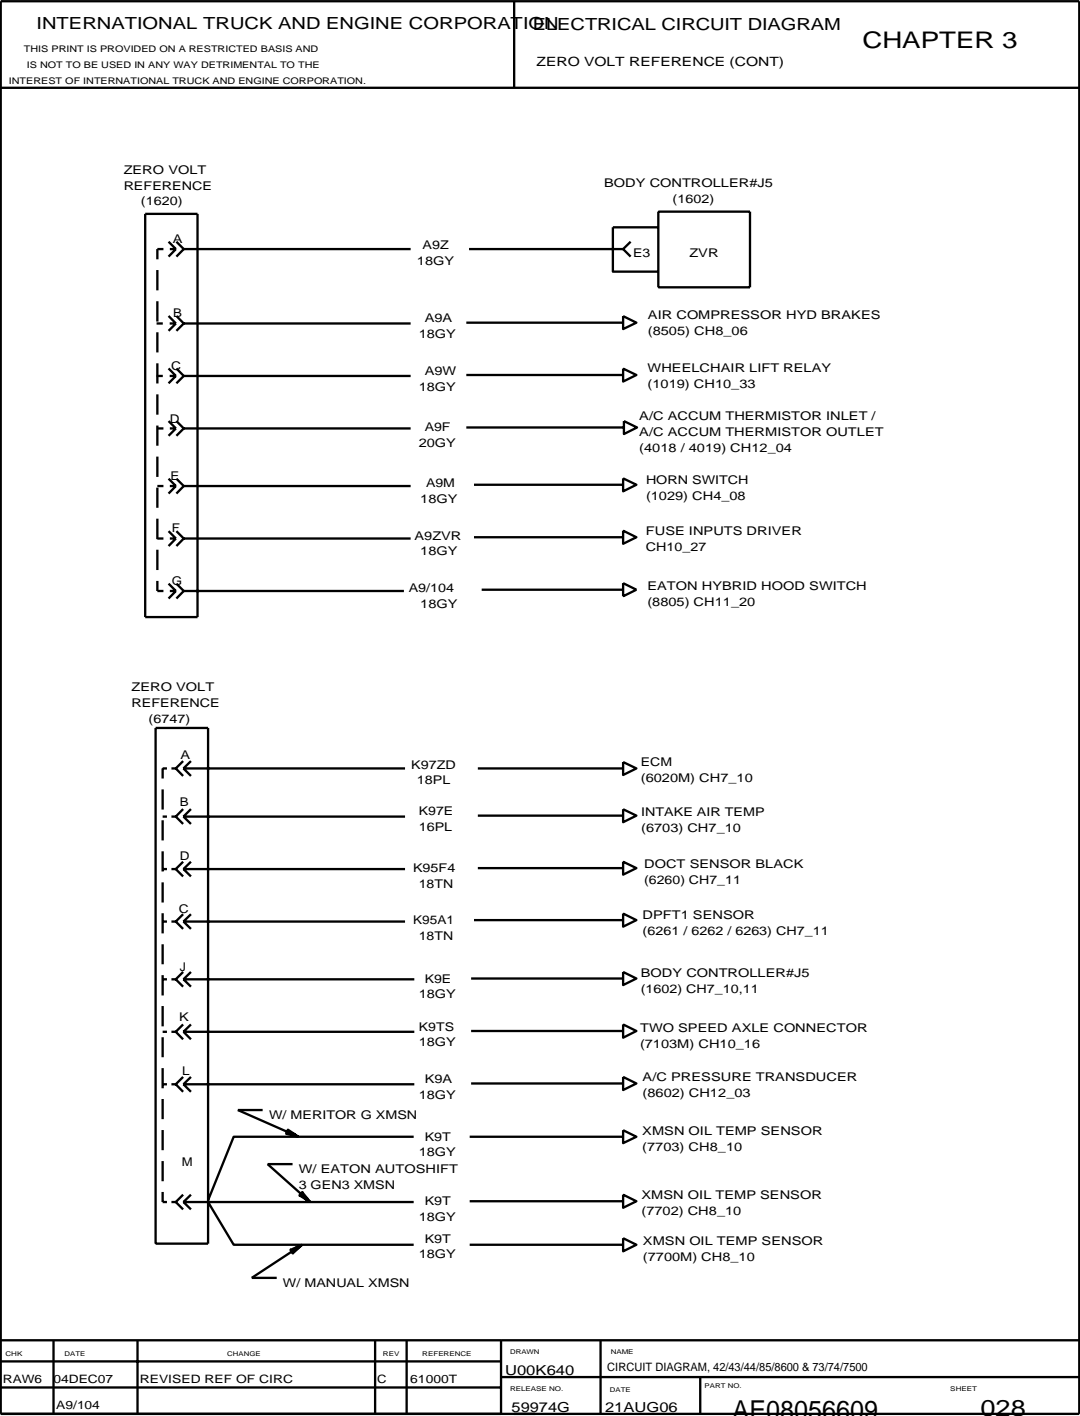 INTERNATIONAL TRUCK AND ENGINE CORPORATION
THIS PRINT IS PROVIDED ON A RESTRICTED BASIS AND
IS NOT TO BE USED IN ANY WAY DETRIMENTAL TO THE
INTEREST OF INTERNATIONAL TRUCK AND ENGINE CORPORATION.
ELECTRICAL CIRCUIT DIAGRAM
ZERO VOLT REFERENCE (CONT)
CHAPTER 3
ZERO VOLT
REFERENCE
(1620)
BODY CONTROLLER#J5
(1602)
A
A9Z
18GY
E3
ZVR
B
A9A
18GY
AIR COMPRESSOR HYD BRAKES
(8505) CH8_06
C
A9W
18GY
WHEELCHAIR LIFT RELAY
(1019) CH10_33
D
A9F
20GY
A/C ACCUM THERMISTOR INLET /
A/C ACCUM THERMISTOR OUTLET
(4018 / 4019) CH12_04
E
A9M
18GY
HORN SWITCH
(1029) CH4_08
F
A9ZVR
18GY
FUSE INPUTS DRIVER
CH10_27
G
A9/104
18GY
EATON HYBRID HOOD SWITCH
(8805) CH11_20
ZERO VOLT
REFERENCE
(6747)
A
K97ZD
18PL
ECM
(6020M) CH7_10
B
K97E
16PL
INTAKE AIR TEMP
(6703) CH7_10
D
K95F4
18TN
DOCT SENSOR BLACK
(6260) CH7_11
C
K95A1
18TN
DPFT1 SENSOR
(6261 / 6262 / 6263) CH7_11
J
K9E
18GY
BODY CONTROLLER#J5
(1602) CH7_10,11
K
K9TS
18GY
TWO SPEED AXLE CONNECTOR
(7103M) CH10_16
L
K9A
18GY
A/C PRESSURE TRANSDUCER
(8602) CH12_03
W/ MERITOR G XMSN
K9T
18GY
XMSN OIL TEMP SENSOR
(7703) CH8_10
M
W/ EATON AUTOSHIFT
3 GEN3 XMSN
K9T
18GY
XMSN OIL TEMP SENSOR
(7702) CH8_10
K9T
18GY
XMSN OIL TEMP SENSOR
(7700M) CH8_10
W/ MANUAL XMSN
CHK DATE CHANGE REV REFERENCE
RAW6 04DEC07 REVISED REF OF CIRC C 61000T
A9/104
DRAWN
U00K640
NAME
CIRCUIT DIAGRAM, 42/43/44/85/8600 & 73/74/7500
RELEASE NO.
59974G
DATE
21AUG06
PART NO.
AE08056609
SHEET
028